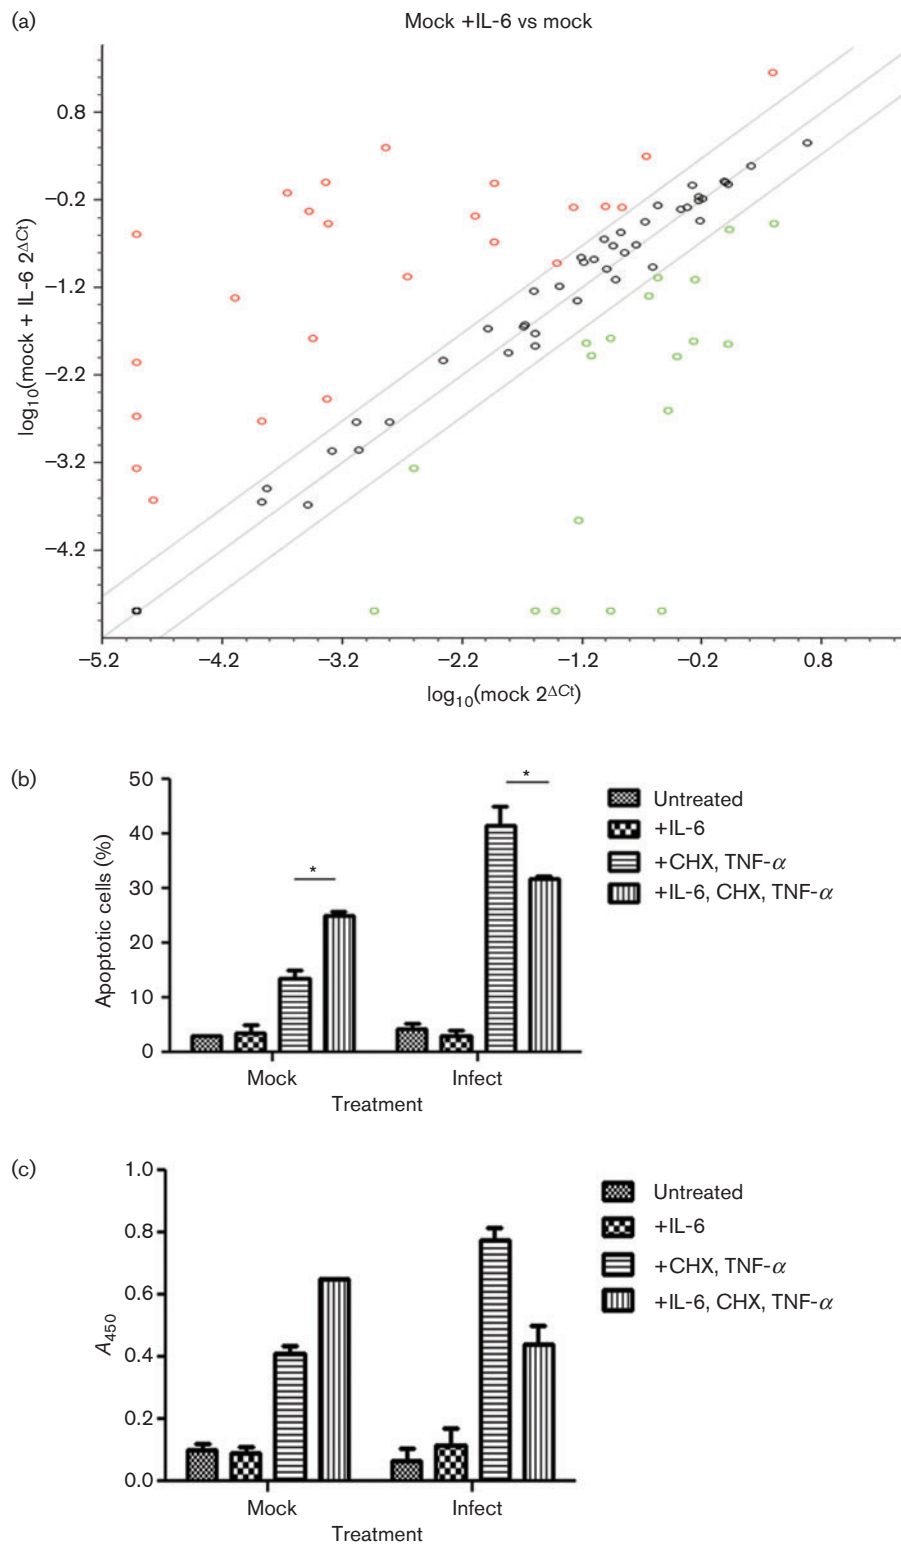 (a)
Mock +IL-6 vs mock
log₁₀(mock + IL-6 2^ΔCt)
0.8
−0.2
−1.2
−2.2
−3.2
−4.2
−5.2 −4.2 −3.2 −2.2 −1.2 −0.2 0.8
log₁₀(mock 2^ΔCt)
(b)
Apoptotic cells (%)
50
40
30
20
10
0
*
*
Mock Infect
Treatment
Untreated
+IL-6
+CHX, TNF-α
+IL-6, CHX, TNF-α
(c)
A₄₅₀
1.0
0.8
0.6
0.4
0.2
0.0
Mock Infect
Treatment
Untreated
+IL-6
+CHX, TNF-α
+IL-6, CHX, TNF-α